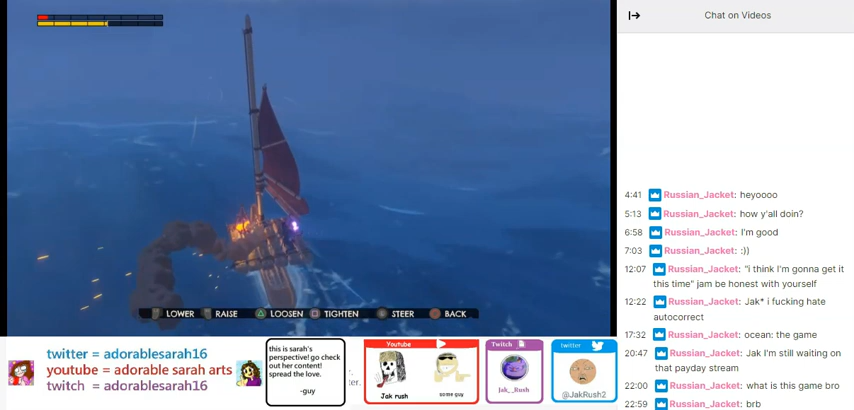 Chat on Videos
4:41 Russian_Jacket: heyoooo
5:13 Russian_Jacket: how y'all doin?
6:58 Russian_Jacket: I'm good
7:03 Russian_Jacket: :))
12:07 Russian_Jacket: "i think I'm gonna get it
this time" jam be honest with yourself
12:22 Russian_Jacket: Jak* i fucking hate
autocorrect
17:32 Russian_Jacket: ocean: the game
20:47 Russian_Jacket: Jak I'm still waiting on
that payday stream
22:00 Russian_Jacket: what is this game bro
22:59 Russian_Jacket: brb
LOWER RAISE LOOSEN TIGHTEN STEER BACK
twitter = adorablesarah16
youtube = adorable sarah arts
twitch = adorablesarah16
this is sarah's
perspective! go check
out her content!
spread the love.
-guy
er.
Youtube
Jak rush
some guy
Twitch
Jak_Rush
twitter
@JakRush2